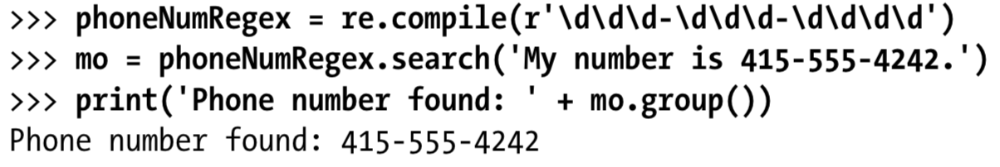 >>> phoneNumRegex = re.compile(r'\d\d\d-\d\d\d-\d\d\d\d')
>>> mo = phoneNumRegex.search('My number is 415-555-4242.')
>>> print('Phone number found: ' + mo.group())
Phone number found: 415-555-4242